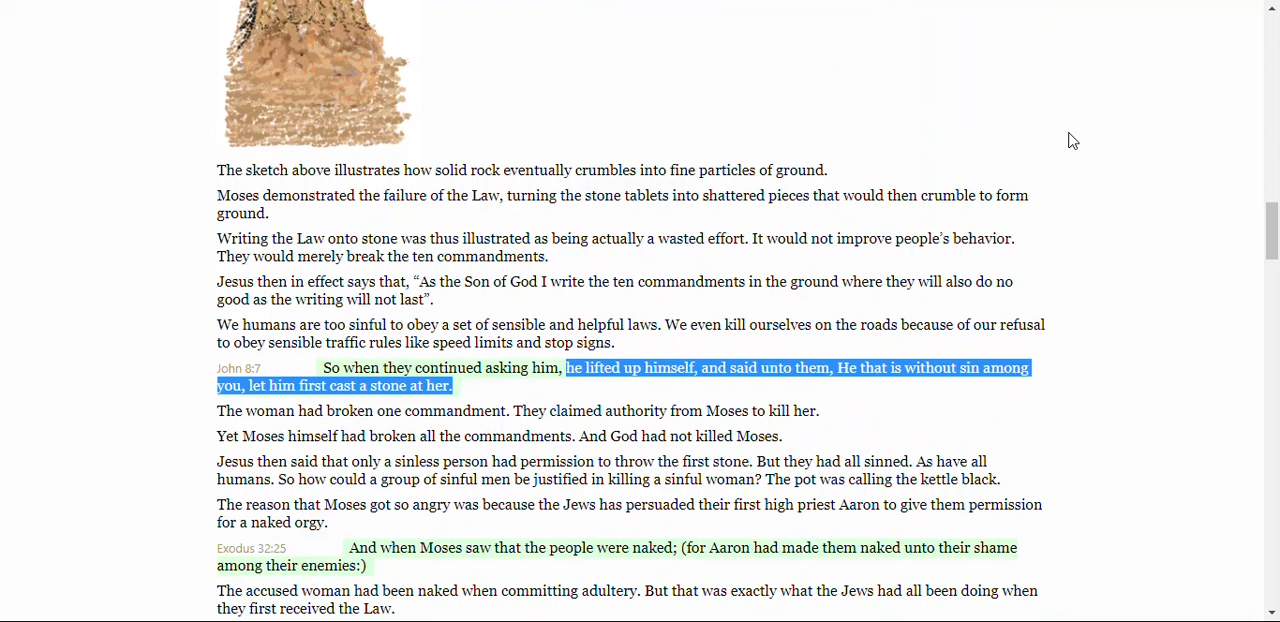 The sketch above illustrates how solid rock eventually crumbles into fine particles of ground.
Moses demonstrated the failure of the Law, turning the stone tablets into shattered pieces that would then crumble to form
ground.
Writing the Law onto stone was thus illustrated as being actually a wasted effort. It would not improve people’s behavior.
They would merely break the ten commandments.
Jesus then in effect says that, “As the Son of God I write the ten commandments in the ground where they will also do no
good as the writing will not last”.
We humans are too sinful to obey a set of sensible and helpful laws. We even kill ourselves on the roads because of our refusal
to obey sensible traffic rules like speed limits and stop signs.
John 8:7 So when they continued asking him, he lifted up himself, and said unto them, He that is without sin among
you, let him first cast a stone at her.
The woman had broken one commandment. They claimed authority from Moses to kill her.
Yet Moses himself had broken all the commandments. And God had not killed Moses.
Jesus then said that only a sinless person had permission to throw the first stone. But they had all sinned. As have all
humans. So how could a group of sinful men be justified in killing a sinful woman? The pot was calling the kettle black.
The reason that Moses got so angry was because the Jews has persuaded their first high priest Aaron to give them permission
for a naked orgy.
Exodus 32:25 And when Moses saw that the people were naked; (for Aaron had made them naked unto their shame
among their enemies:)
The accused woman had been naked when committing adultery. But that was exactly what the Jews had all been doing when
they first received the Law.